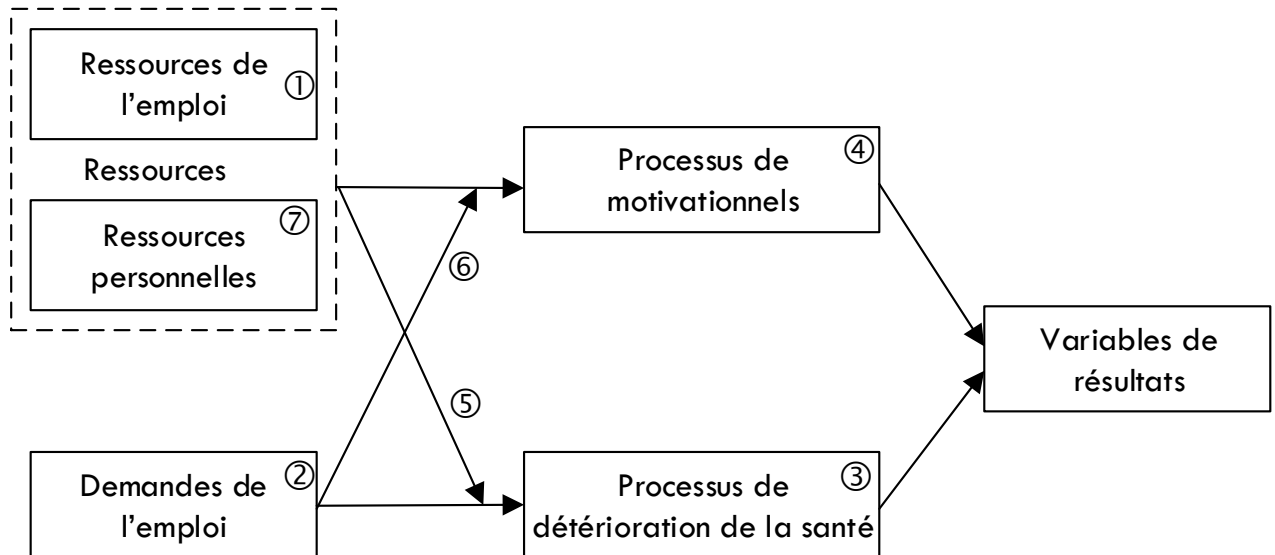 Ressources de
l'emploi
①
Ressources
⑦
Ressources
personnelles
Processus de
motivationnels
④
⑥
⑤
Variables de
résultats
Demandes de
l'emploi
②
Processus de
détérioration de la santé
③